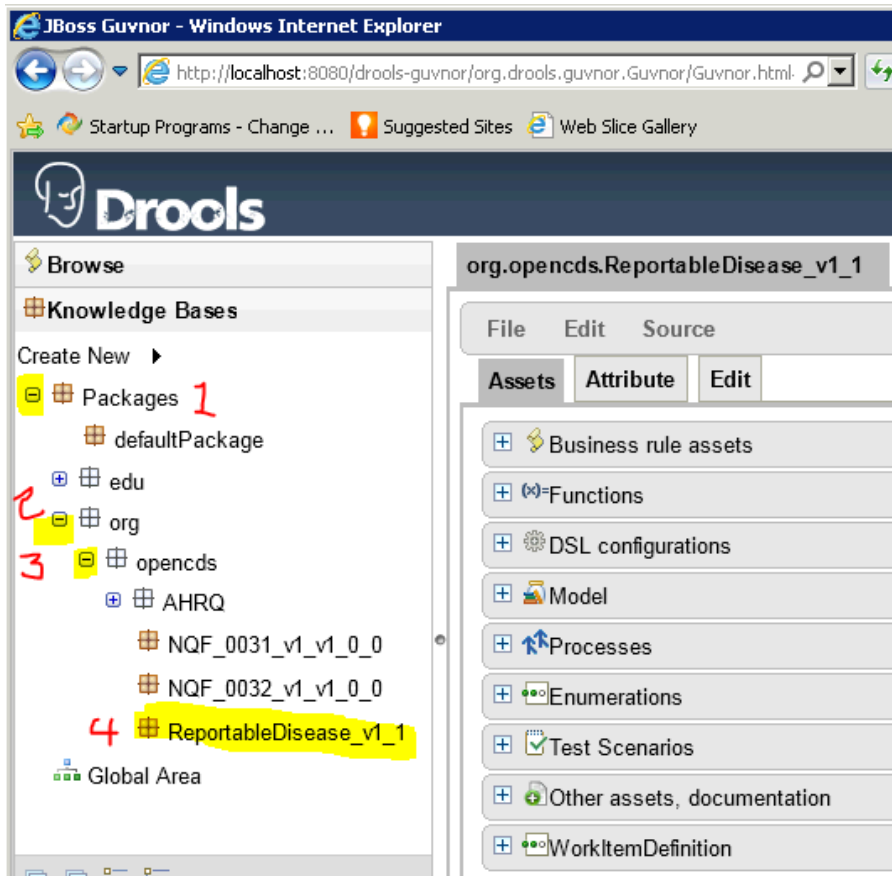 JBoss Guvnor - Windows Internet Explorer
http://localhost:8080/drools-guvnor/org.drools.guvnor.Guvnor/Guvnor.html
Startup Programs - Change ... Suggested Sites Web Slice Gallery
Drools
Browse
Knowledge Bases
Create New
Packages 1
defaultPackage
edu
2 org
3 opencds
AHRQ
NQF_0031_v1_v1_0_0
NQF_0032_v1_v1_0_0
4 ReportableDisease_v1_1
Global Area
org.opencds.ReportableDisease_v1_1
File Edit Source
Assets Attribute Edit
Business rule assets
(x)=Functions
DSL configurations
Model
Processes
Enumerations
Test Scenarios
Other assets, documentation
WorkItemDefinition